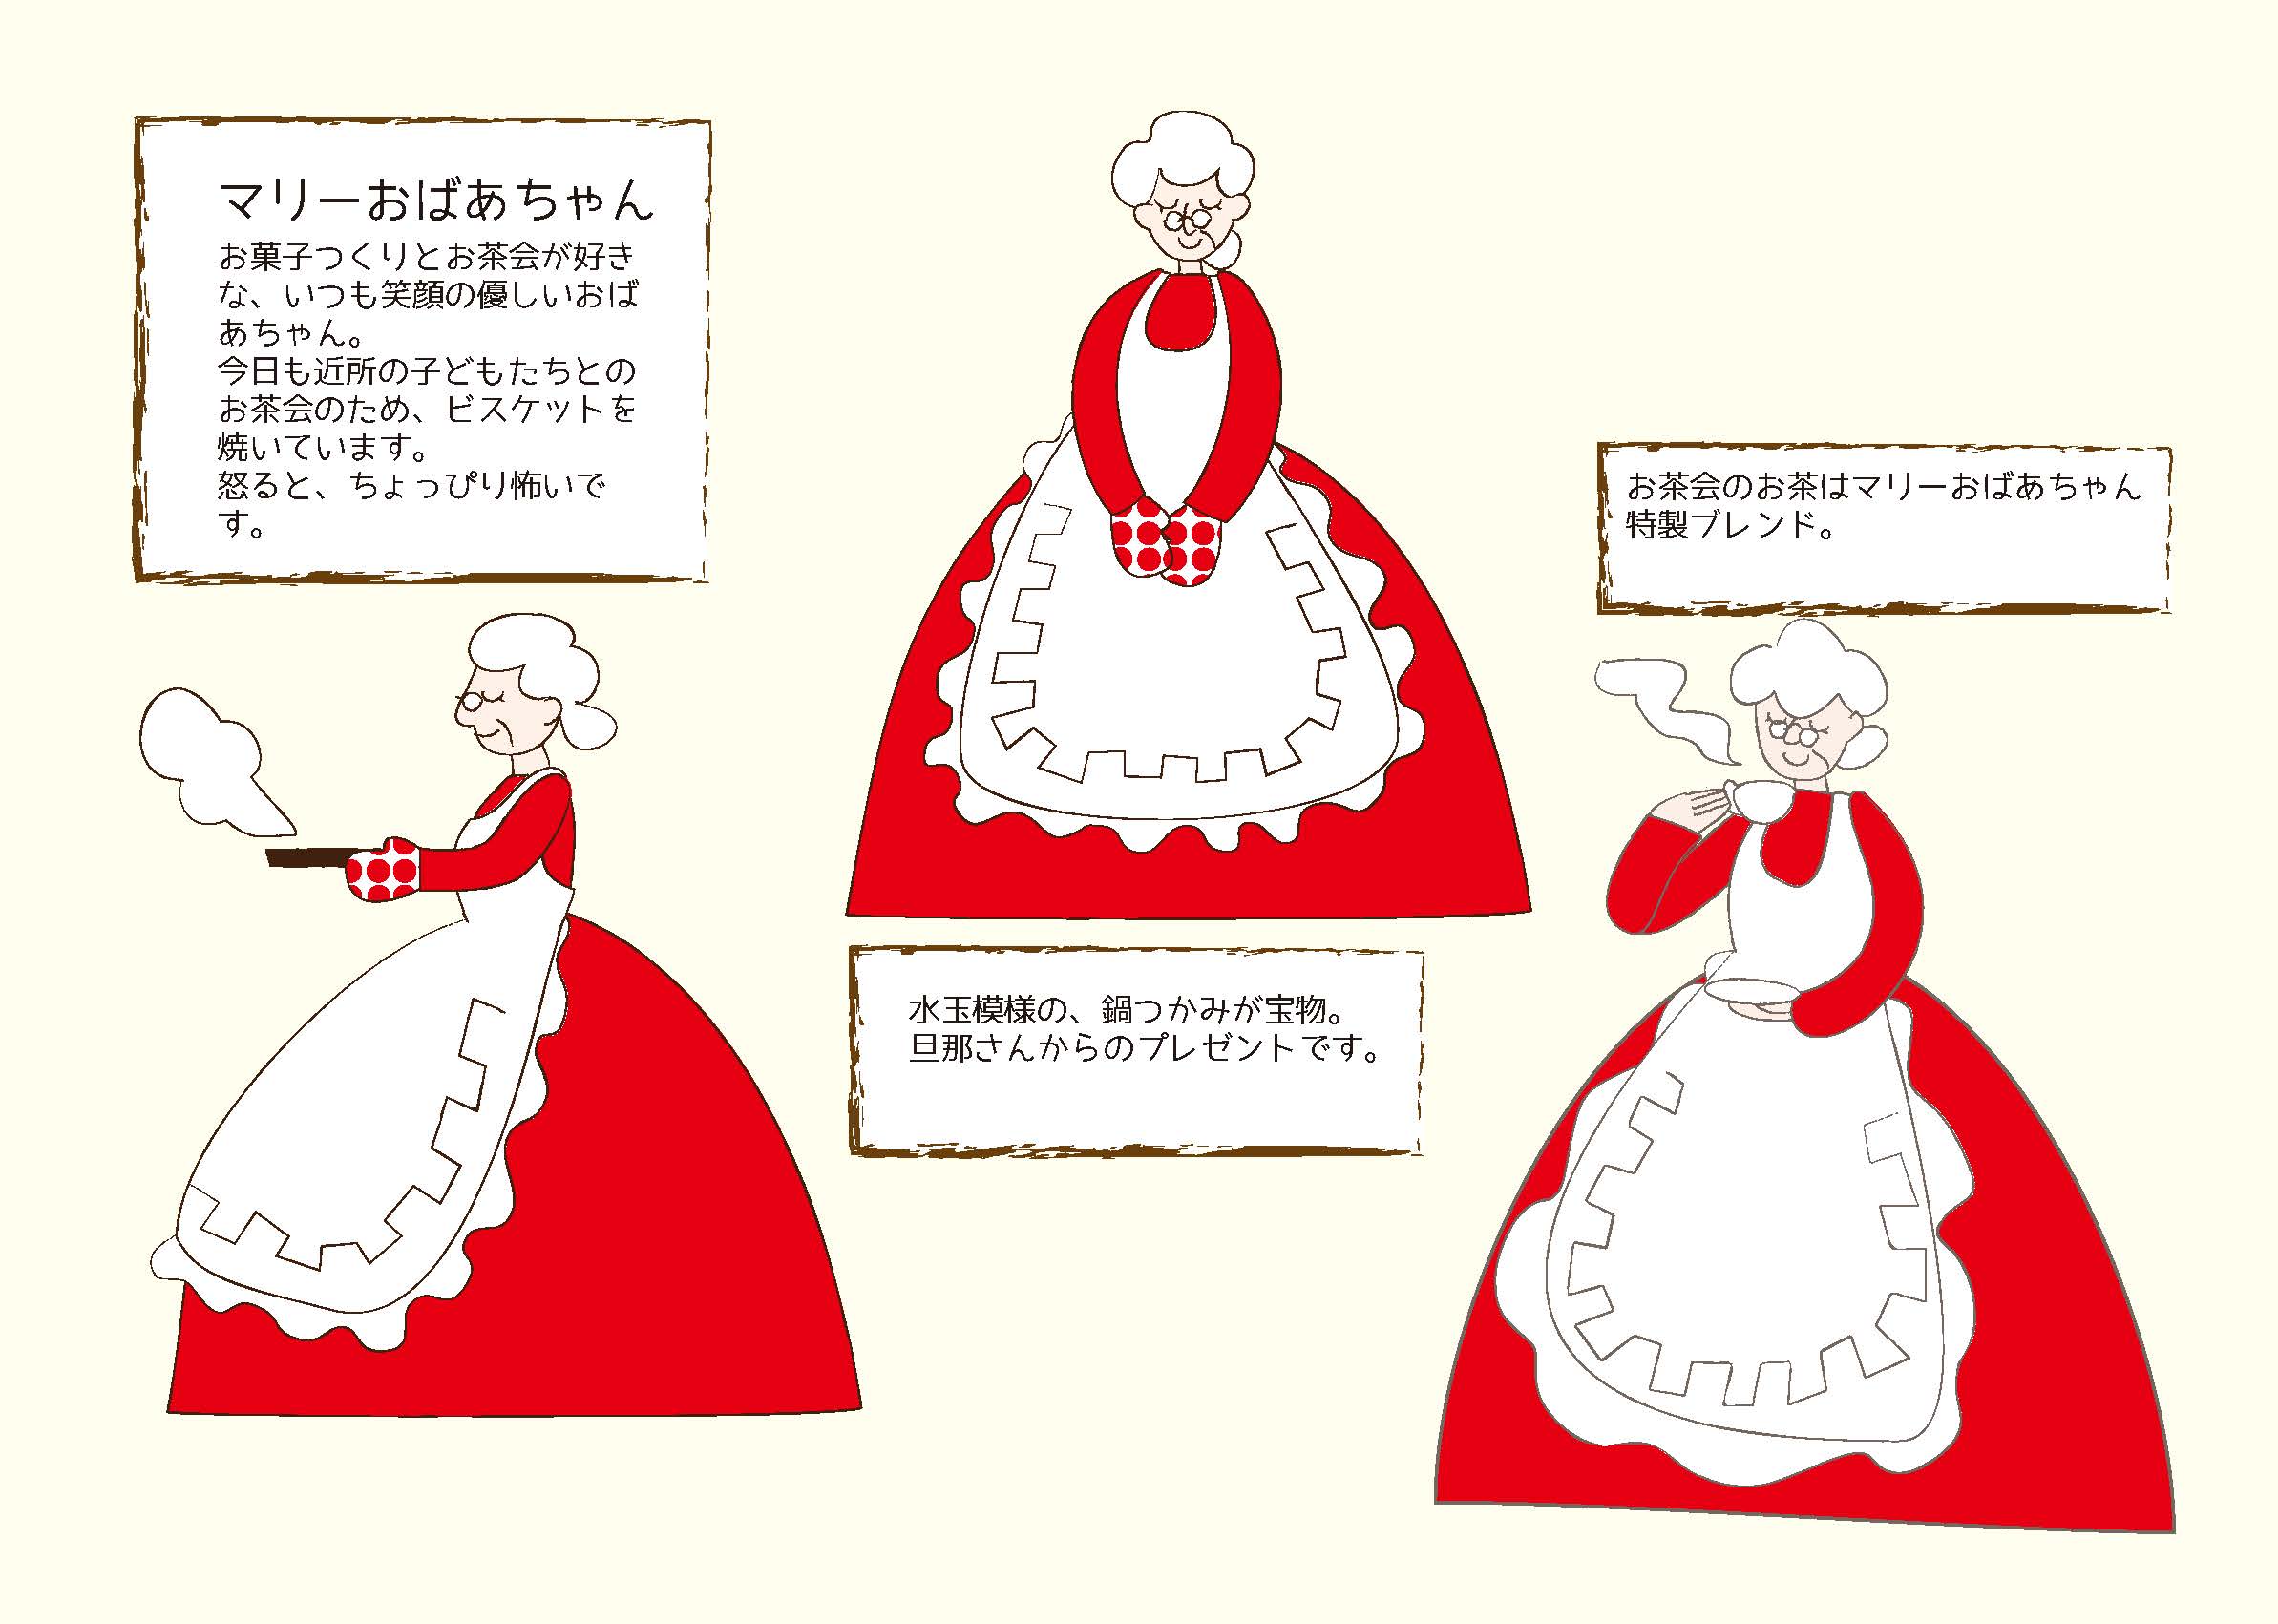 マリーおばあちゃん
お菓子つくりとお茶会が好き
な、いつも笑顔の優しいおば
あちゃん。
今日も近所の子どもたちとの
お茶会のため、ビスケットを
焼いています。
怒ると、ちょっぴり怖いで
す。
お茶会のお茶はマリーおばあちゃん
特製ブレンド。
水玉模様の、鍋つかみが宝物。
旦那さんからのプレゼントです。